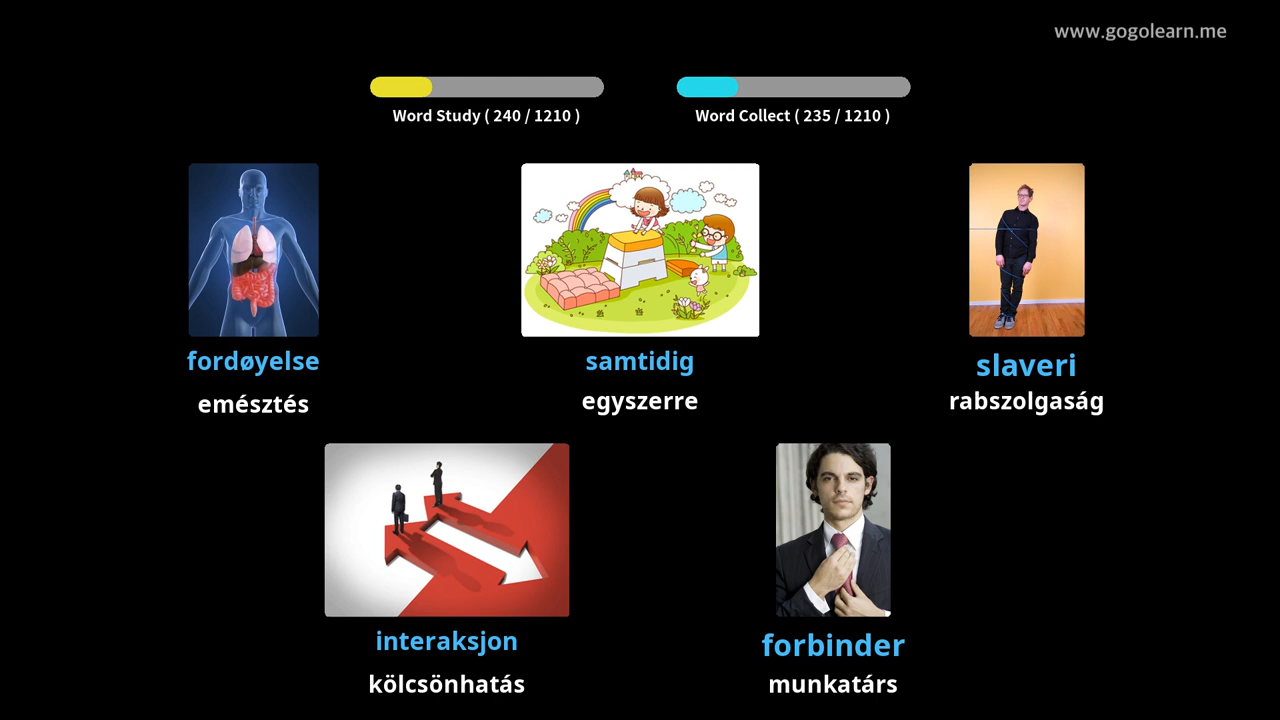 www.gogolearn.me
Word Study ( 240 / 1210 )
Word Collect ( 235 / 1210 )
fordøyelse
emésztés
samtidig
egyszerre
slaveri
rabszolgaság
interaksjon
kölcsönhatás
forbinder
munkatárs